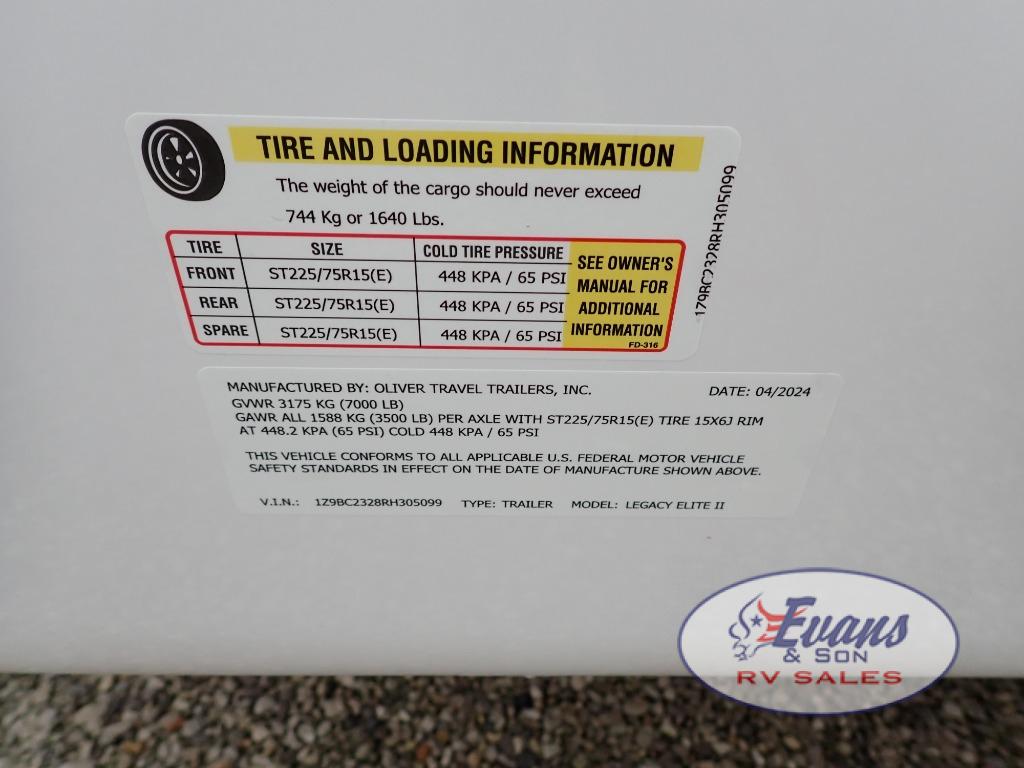 TIRE AND LOADING INFORMATION
The weight of the cargo should never exceed
744 Kg or 1640 Lbs.
TIRE SIZE COLD TIRE PRESSURE SEE OWNER'S MANUAL FOR ADDITIONAL INFORMATION
FRONT ST225/75R15(E) 448 KPA / 65 PSI
REAR ST225/75R15(E) 448 KPA / 65 PSI
SPARE ST225/75R15(E) 448 KPA / 65 PSI
FD-316
1Z9BC2328RH305099
MANUFACTURED BY: OLIVER TRAVEL TRAILERS, INC. DATE: 04/2024
GVWR 3175 KG (7000 LB)
GAWR ALL 1588 KG (3500 LB) PER AXLE WITH ST225/75R15(E) TIRE 15X6J RIM
AT 448.2 KPA (65 PSI) COLD 448 KPA / 65 PSI
THIS VEHICLE CONFORMS TO ALL APPLICABLE U.S. FEDERAL MOTOR VEHICLE
SAFETY STANDARDS IN EFFECT ON THE DATE OF MANUFACTURE SHOWN ABOVE.
V.I.N.: 1Z9BC2328RH305099 TYPE: TRAILER MODEL: LEGACY ELITE II
Evans
& SON
RV SALES